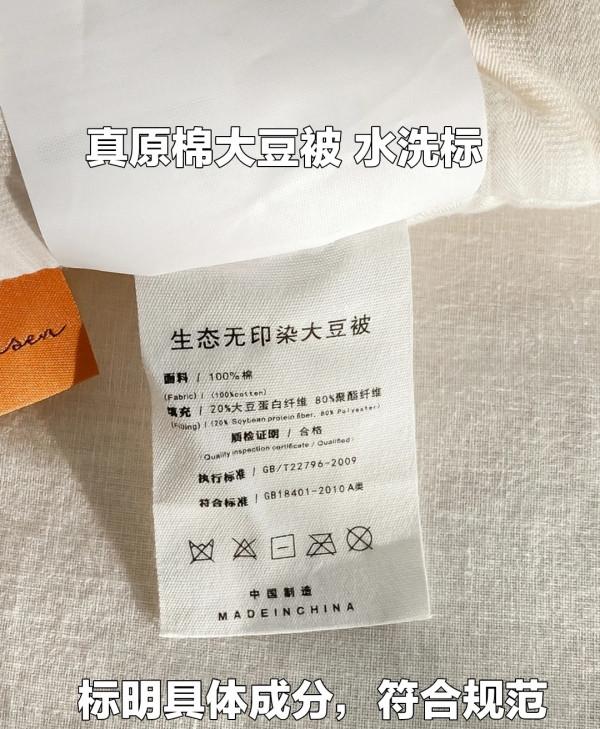 真原棉大豆被 水洗标
sen
生态无印染大豆被
面料 / 100%棉
(Fabric) / (100%cotten)
填充 / 20%大豆蛋白纤维 80%聚酯纤维
(Filling) / (20% Soybean protein fiber, 80% Polyester)
质检证明 / 合格
(Quality inspection certificate / Qualified)
执行标准 / GB/T22796-2009
符合标准 / GB18401-2010 A类
中国制造
MADEINCHINA
标明具体成分，符合规范